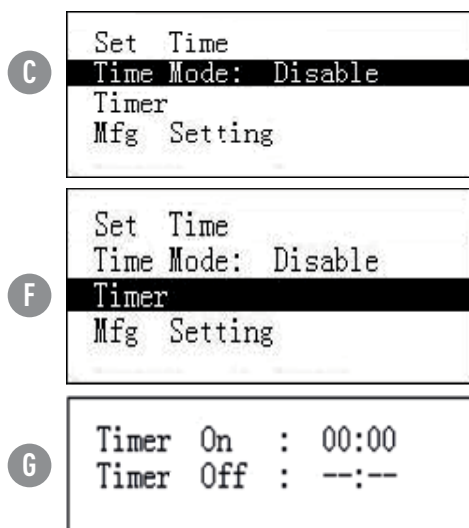 C
Set Time
Time Mode: Disable
Timer
Mfg Setting
F
Set Time
Time Mode: Disable
Timer
Mfg Setting
G
Timer On : 00:00
Timer Off : --:--